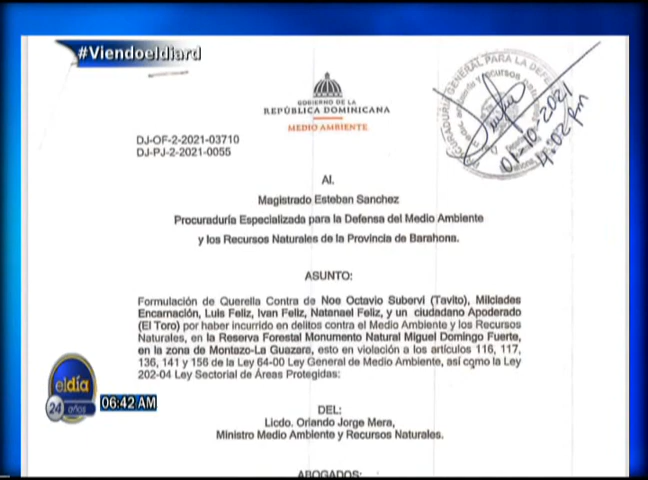 #Viendoeldiard
GOBIERNO DE LA
REPÚBLICA DOMINICANA
MEDIO AMBIENTE
DJ-OF-2-2021-03710
DJ-PJ-2-2021-0055
01-10-2021
4:02 pm
Al.
Magistrado Esteban Sanchez
Procuraduría Especializada para la Defensa del Medio Ambiente
y los Recursos Naturales de la Provincia de Barahona.
ASUNTO:
Formulación de Querella Contra de Noe Octavio Subervi (Tavito), Milciades
Encarnación, Luis Feliz, Ivan Feliz, Natanael Feliz, y un ciudadano Apoderado
(El Toro) por haber incurrido en delitos contra el Medio Ambiente y los Recursos
Naturales, en la Reserva Forestal Monumento Natural Miguel Domingo Fuerte,
en la zona de Montazo-La Guazara, esto en violación a los artículos 116, 117,
136, 141 y 156 de la Ley 64-00 Ley General de Medio Ambiente, así como la Ley
202-04 Ley Sectorial de Áreas Protegidas:
DEL:
Licdo. Orlando Jorge Mera,
Ministro Medio Ambiente y Recursos Naturales.
ABOGADOS:
eldía
24 años
06:42 AM